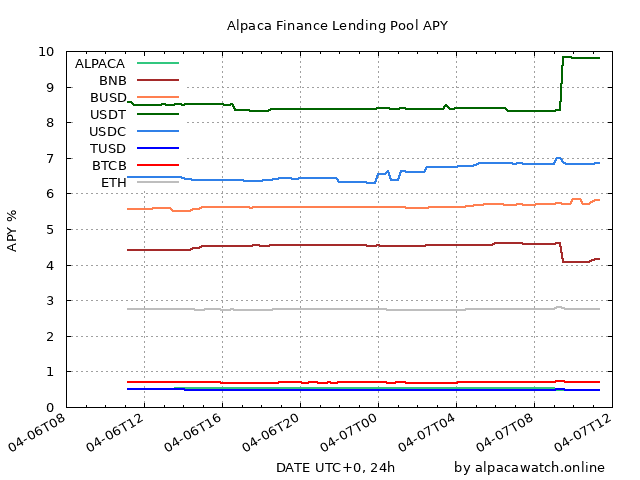 Alpaca Finance Lending Pool APY
10
9
8
7
6
5
4
3
2
1
0
APY %
ALPACA
BNB
BUSD
USDT
USDC
TUSD
BTCB
ETH
04-06T08
04-06T12
04-06T16
04-06T20
04-07T00
04-07T04
04-07T08
04-07T12
DATE UTC+0, 24h
by alpacawatch.online